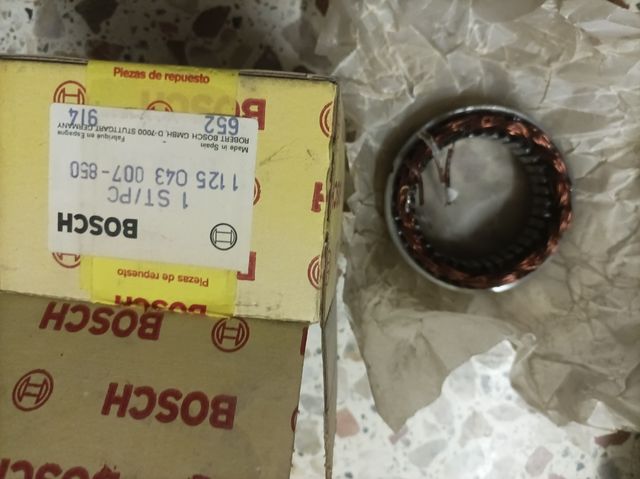 Piezas de repuesto
BOSCH
BOSCH
1 ST/PC
1 125 043 007-850
Made in Spain
Fabriqué en Espagne
ROBERT BOSCH GMBH, D-7000 STUTTGART, GERMANY
652
914
Piezas de repuesto
BOSCH
BOSCH
BOSCH